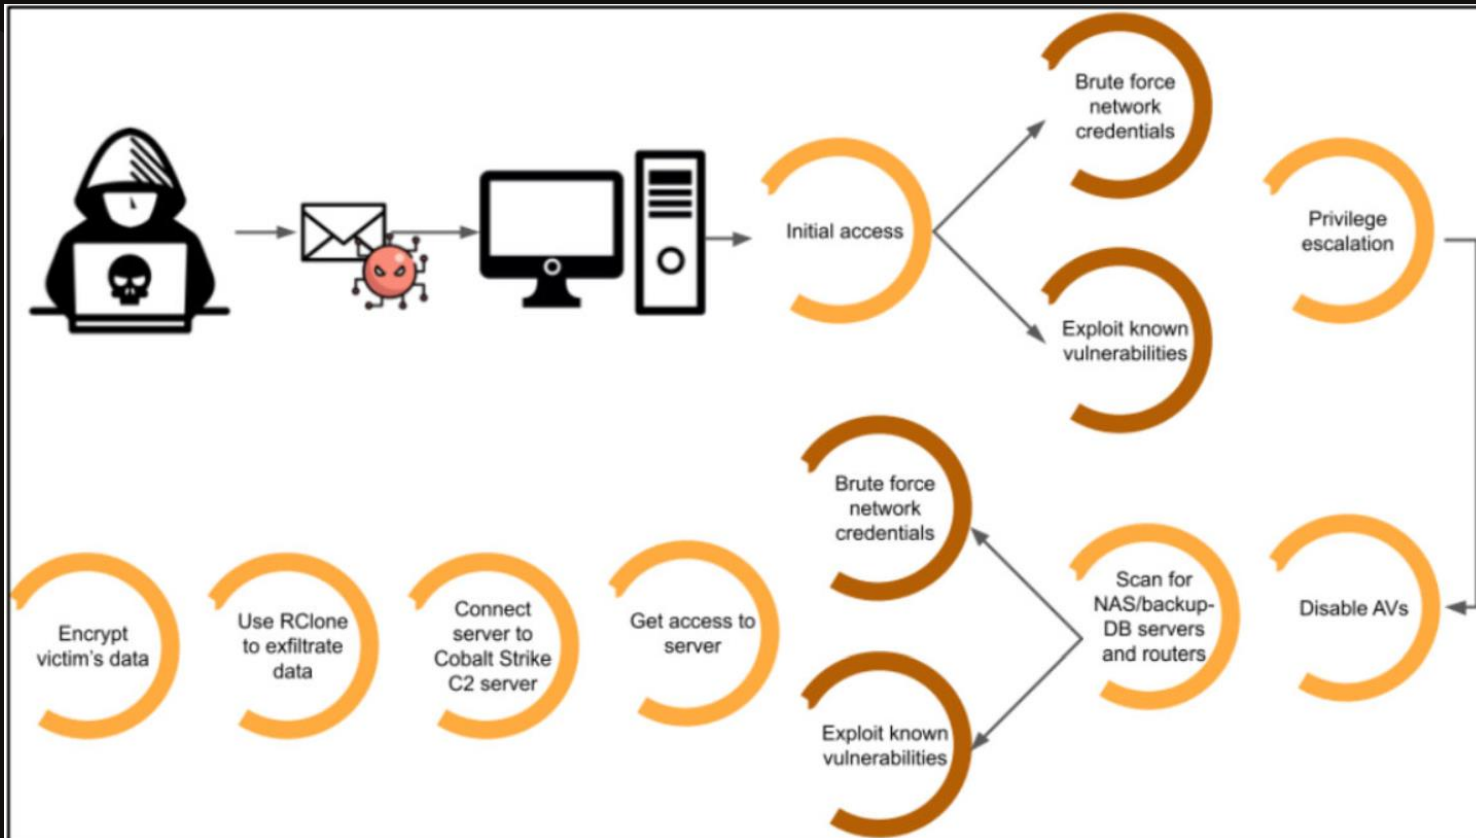 Brute force
network
credentials
Initial access
Privilege
escalation
Exploit known
vulnerabilities
Brute force
network
credentials
Disable AVs
Scan for
NAS/backup-
DB servers
and routers
Get access to
server
Connect
server to
Cobalt Strike
C2 server
Use RClone
to exfiltrate
data
Encrypt
victim's data
Exploit known
vulnerabilities